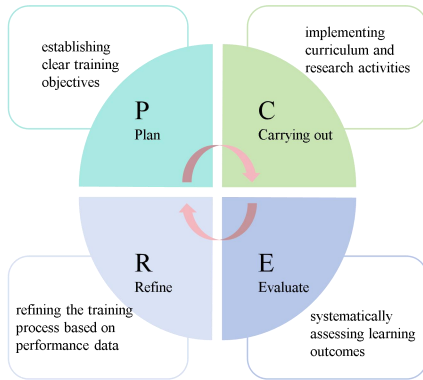 establishing
clear training
objectives
P
Plan
implementing
curriculum and
research activities
C
Carrying out
R
Refine
refining the training
process based on
performance data
E
Evaluate
systematically
assessing learning
outcomes